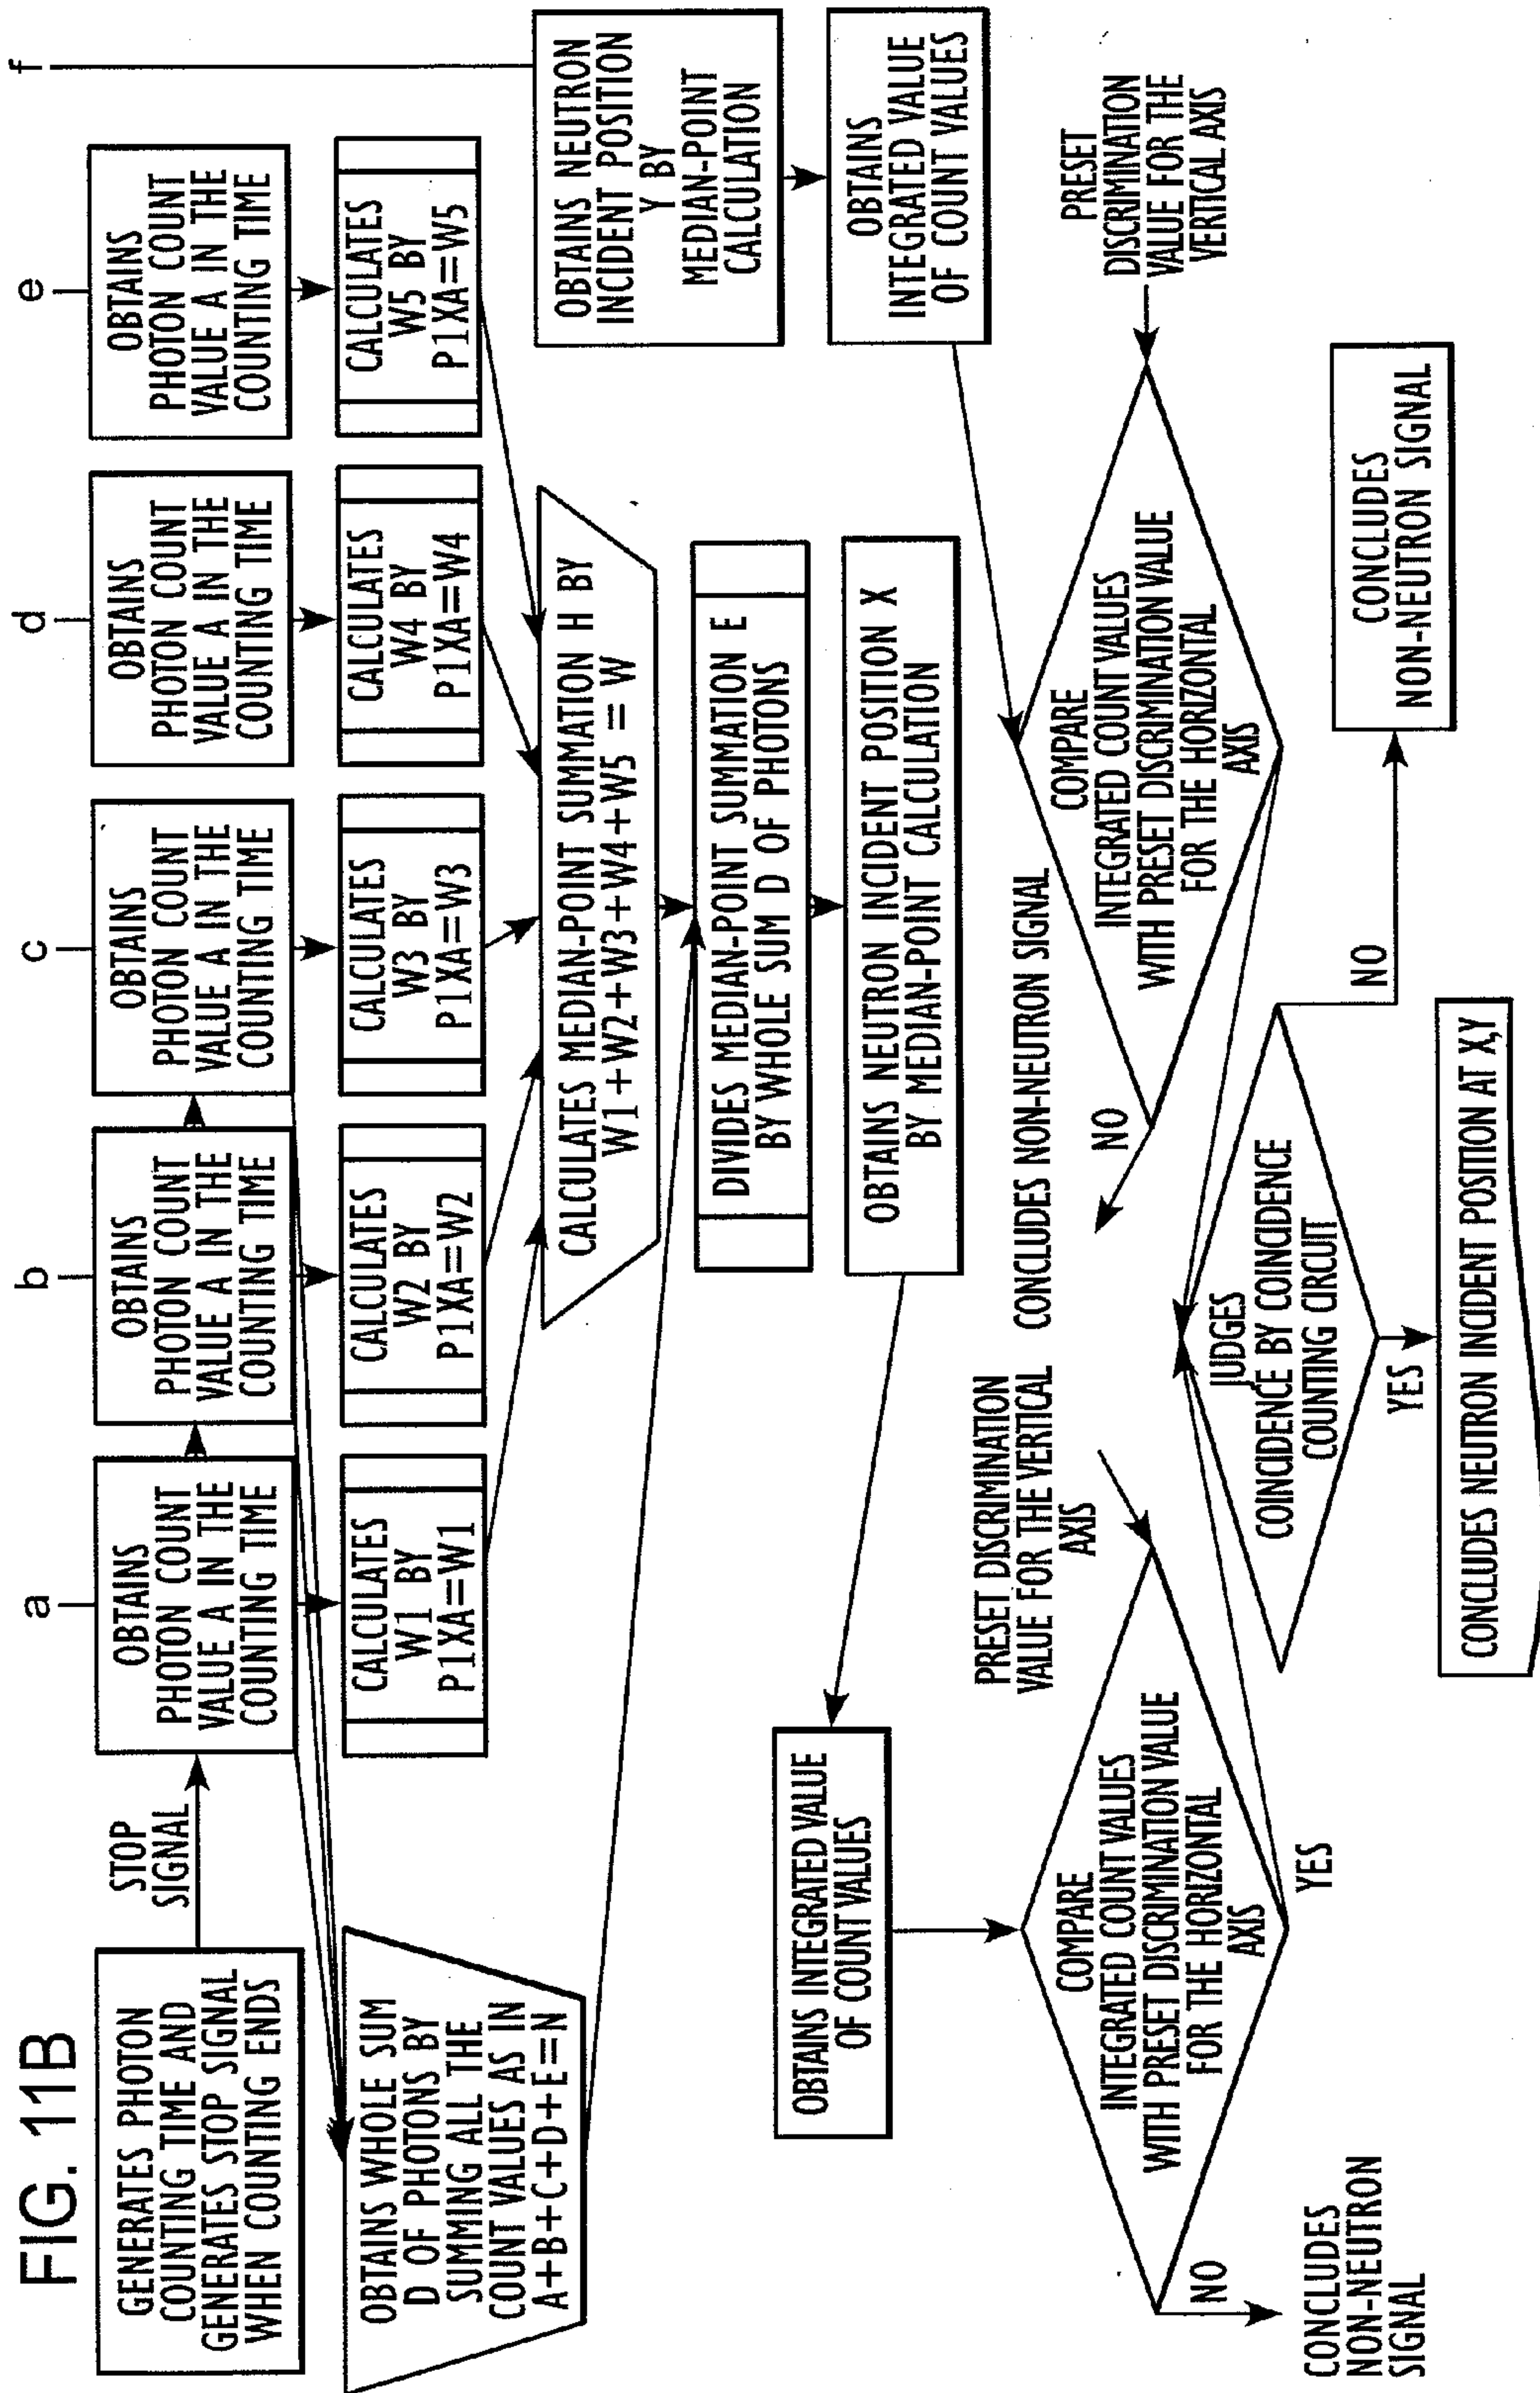 FIG. 11B
a
b
c
d
e
f
GENERATES PHOTON
COUNTING TIME AND
GENERATES STOP SIGNAL
WHEN COUNTING ENDS
STOP
SIGNAL
OBTAINS
PHOTON COUNT
VALUE A IN THE
COUNTING TIME
OBTAINS
PHOTON COUNT
VALUE A IN THE
COUNTING TIME
OBTAINS
PHOTON COUNT
VALUE A IN THE
COUNTING TIME
OBTAINS
PHOTON COUNT
VALUE A IN THE
COUNTING TIME
OBTAINS
PHOTON COUNT
VALUE A IN THE
COUNTING TIME
OBTAINS WHOLE SUM
D OF PHOTONS BY
SUMMING ALL THE
COUNT VALUES AS IN
A+B+C+D+E=N
CALCULATES
W1 BY
P1XA=W1
CALCULATES
W2 BY
P1XA=W2
CALCULATES
W3 BY
P1XA=W3
CALCULATES
W4 BY
P1XA=W4
CALCULATES
W5 BY
P1XA=W5
CALCULATES MEDIAN-POINT SUMMATION H BY
W1+W2+W3+W4+W5 = W
DIVIDES MEDIAN-POINT SUMMATION E
BY WHOLE SUM D OF PHOTONS
OBTAINS NEUTRON INCIDENT POSITION X
BY MEDIAN-POINT CALCULATION
OBTAINS NEUTRON
INCIDENT POSITION
Y BY
MEDIAN-POINT
CALCULATION
OBTAINS
INTEGRATED VALUE
OF COUNT VALUES
OBTAINS INTEGRATED VALUE
OF COUNT VALUES
PRESET DISCRIMINATION
VALUE FOR THE VERTICAL
AXIS
CONCLUDES NON-NEUTRON SIGNAL
NO
PRESET
DISCRIMINATION
VALUE FOR THE
VERTICAL AXIS
COMPARE
INTEGRATED COUNT VALUES
WITH PRESET DISCRIMINATION VALUE
FOR THE HORIZONTAL
AXIS
COMPARE
INTEGRATED COUNT VALUES
WITH PRESET DISCRIMINATION VALUE
FOR THE HORIZONTAL
AXIS
NO
CONCLUDES
NON-NEUTRON
SIGNAL
YES
JUDGES
COINCIDENCE BY COINCIDENCE
COUNTING CIRCUIT
YES
NO
CONCLUDES
NON-NEUTRON SIGNAL
CONCLUDES NEUTRON INCIDENT POSITION AT X,Y